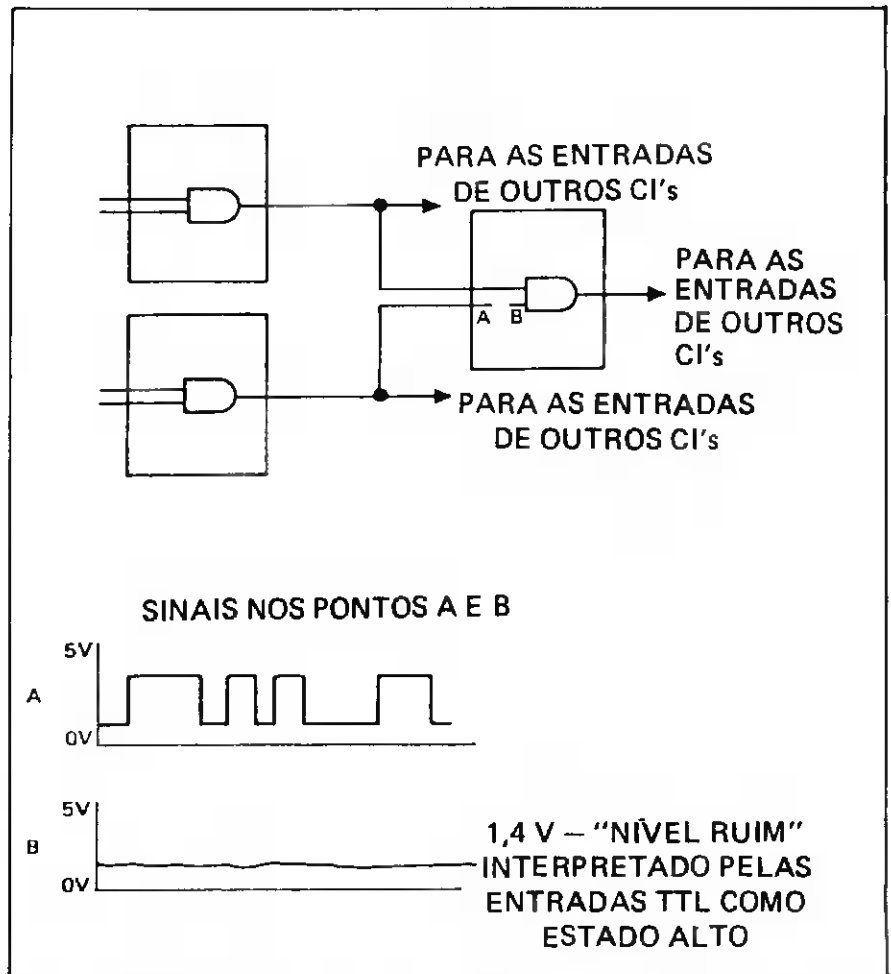 PARA AS ENTRADAS
DE OUTROS CI's
PARA AS
ENTRADAS
DE OUTROS
CI's
A B
PARA AS ENTRADAS
DE OUTROS CI's
SINAIS NOS PONTOS A E B
5V
A
0V
5V
B
0V
1,4 V – "NÍVEL RUIM"
INTERPRETADO PELAS
ENTRADAS TTL COMO
ESTADO ALTO